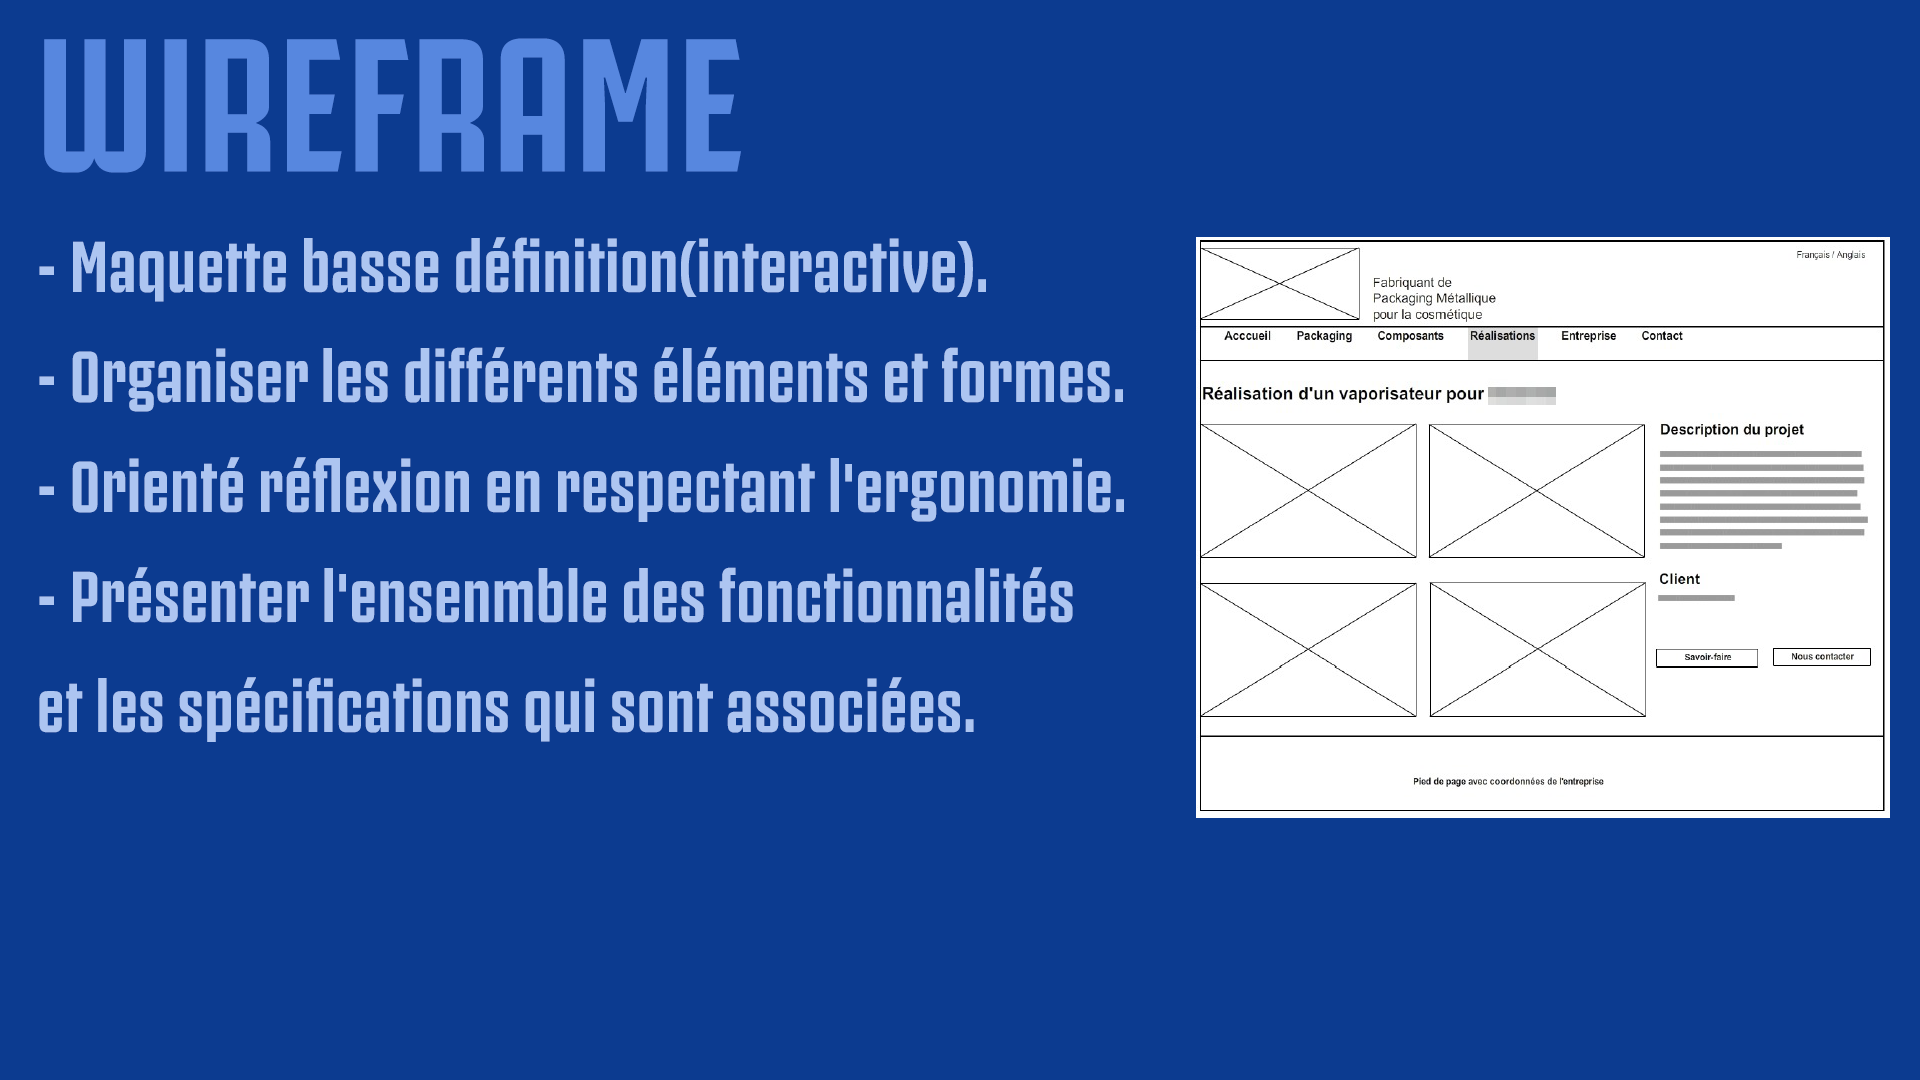 WIREFRAME
- Maquette basse définition(interactive).
- Organiser les différents éléments et formes.
- Orienté réflexion en respectant l'ergonomie.
- Présenter l'ensenmble des fonctionnalités
et les spécifications qui sont associées.
Français / Anglais
Fabriquant de
Packaging Métallique
pour la cosmétique
Acccueil Packaging Composants Réalisations Entreprise Contact
Réalisation d'un vaporisateur pour
Description du projet
Client
Savoir-faire Nous contacter
Pied de page avec coordonnées de l'entreprise